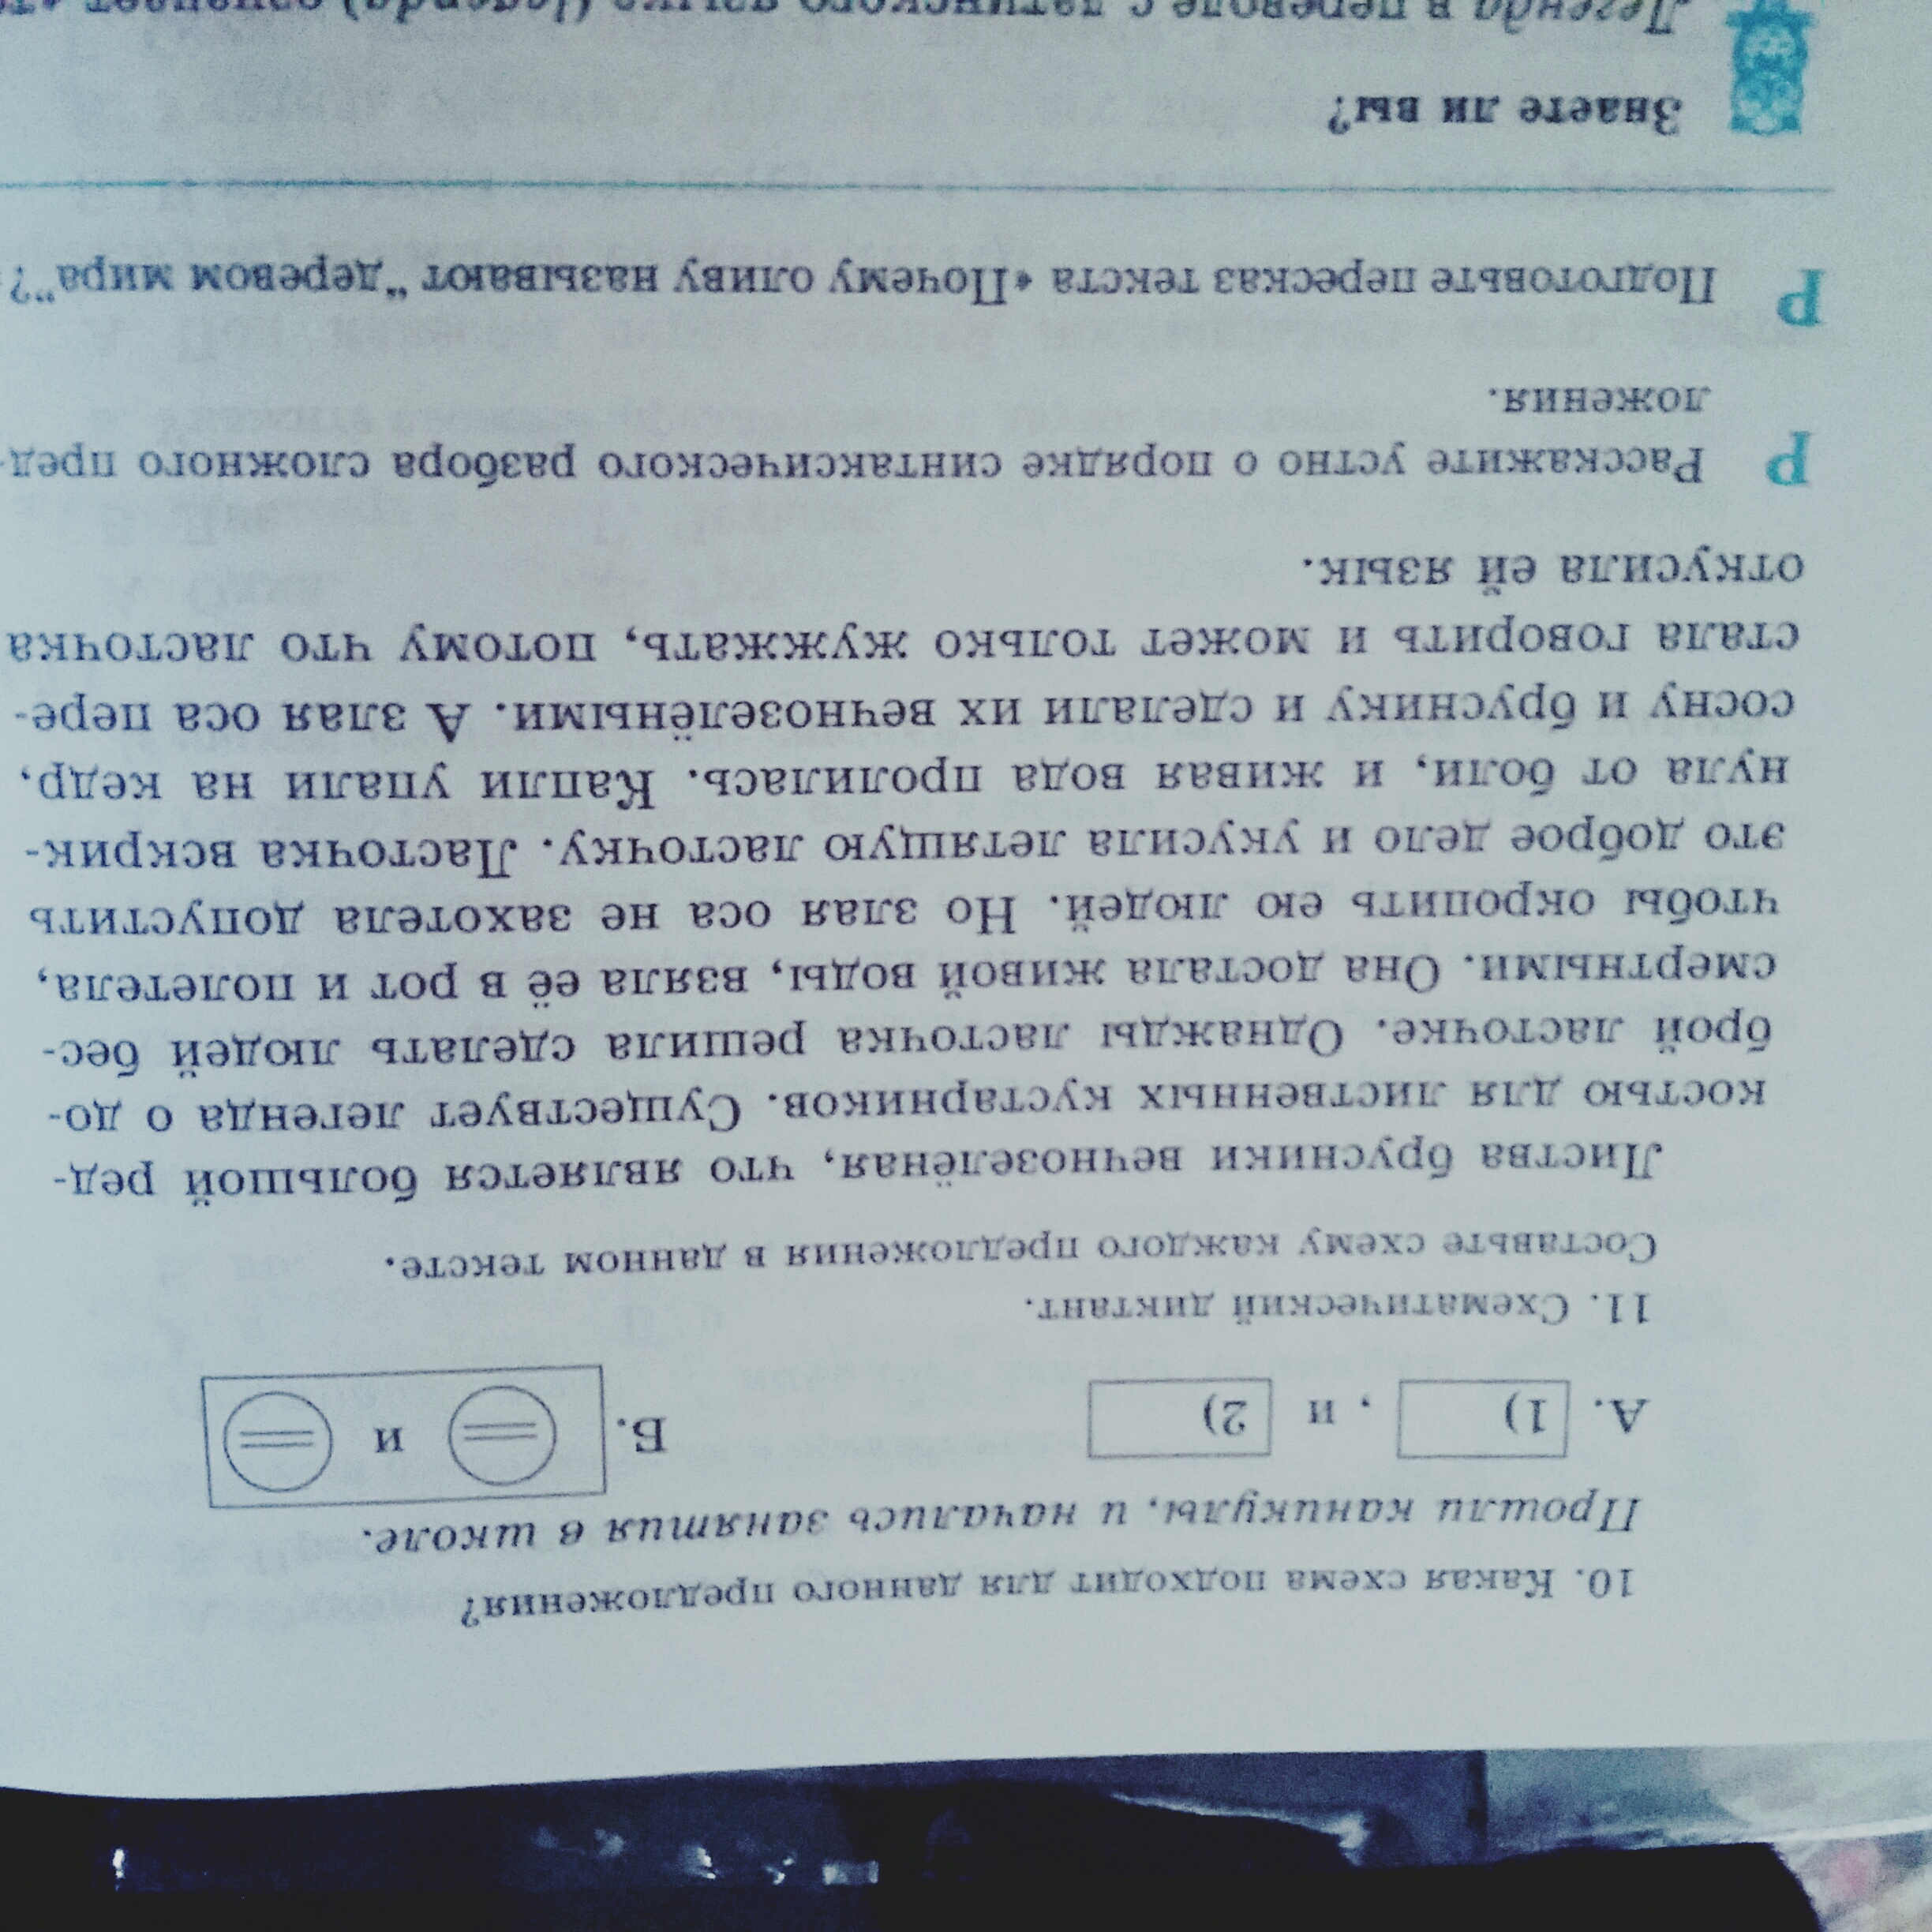 10. Какая схема подходит для данного предложения?
Прошли каникулы, и начались занятия в школе.
А. 1) , и 2) Б. и
11. Схематический диктант.
Составьте схему каждого предложения в данном тексте.
Листва брусники вечнозелёная, что является большой ред-
костью для лиственных кустарников. Существует легенда о до-
брой ласточке. Однажды ласточка решила сделать людей бес-
смертными. Она достала живой воды, взяла её в рот и полетела,
чтобы окропить ею людей. Но злая оса не захотела допустить
это доброе дело и укусила летящую ласточку. Ласточка вскрик-
нула от боли, и живая вода пролилась. Капли упали на кедр,
сосну и бруснику и сделали их вечнозелёными. А злая оса пере-
стала говорить и может только жужжать, потому что ласточка
откусила ей язык.
Р Расскажите устно о порядке синтаксического разбора сложного пред-
ложения.
Р Подготовьте пересказ текста «Почему оливу называют "деревом мира"?
Знаете ли вы?
Легенда в переводе с латинского языка (legenda) означает